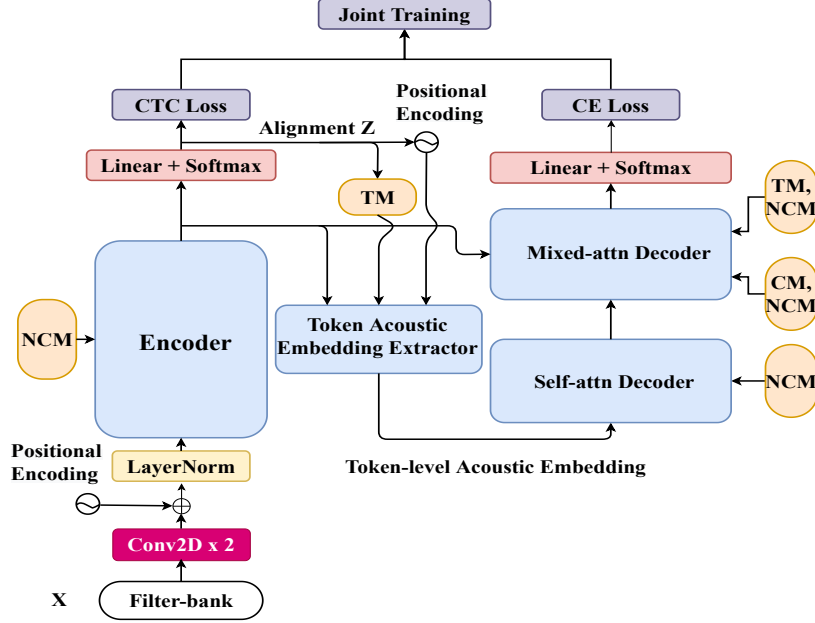 Joint Training
CTC Loss
Positional
Encoding
CE Loss
Alignment Z
Linear + Softmax
Linear + Softmax
TM
TM,
NCM
Mixed-attn Decoder
CM,
NCM
NCM
Encoder
Token Acoustic
Embedding Extractor
Self-attn Decoder
NCM
Positional
Encoding
LayerNorm
Token-level Acoustic Embedding
Conv2D x 2
X
Filter-bank